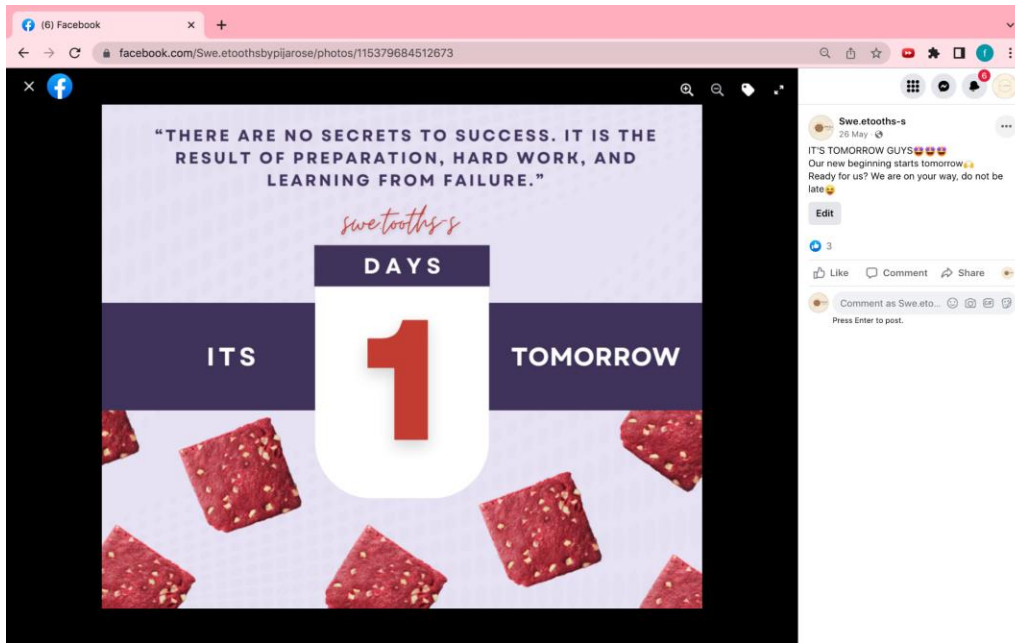 (6) Facebook
facebook.com/Swe.etoothsbypijarose/photos/115379684512673
f
6
“THERE ARE NO SECRETS TO SUCCESS. IT IS THE
RESULT OF PREPARATION, HARD WORK, AND
LEARNING FROM FAILURE.”
swe.tooths-s
DAYS
ITS
1
TOMORROW
Swe.etooths-s
26 May
IT'S TOMORROW GUYS😍😍😍
Our new beginning starts tomorrow🙌
Ready for us? We are on your way, do not be
late😉
Edit
3
Like Comment Share
Comment as Swe.eto...
Press Enter to post.